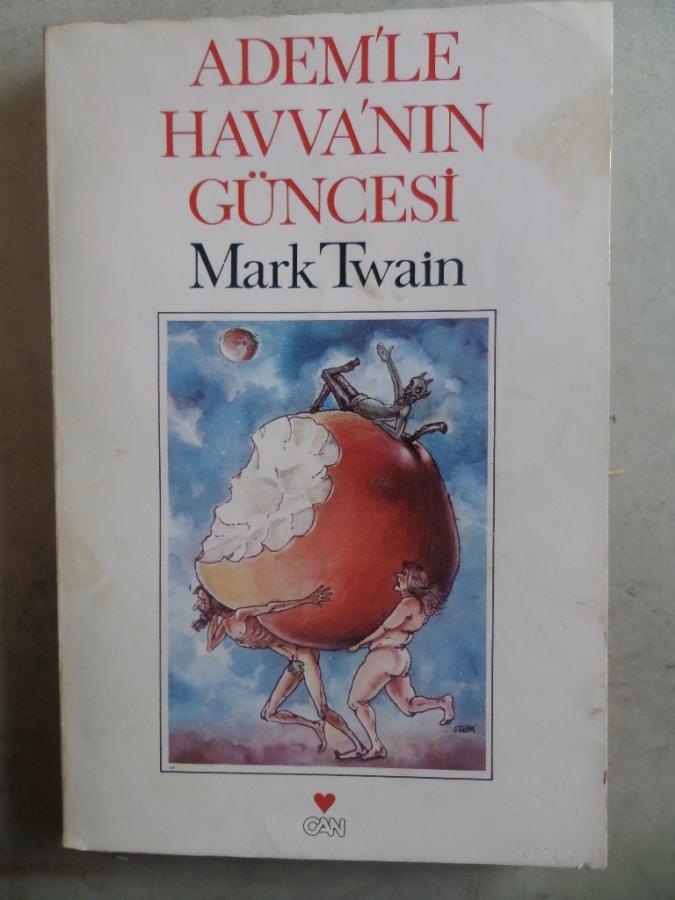 ADEM'LE
HAVVA'NIN
GÜNCESİ
Mark Twain
CAN